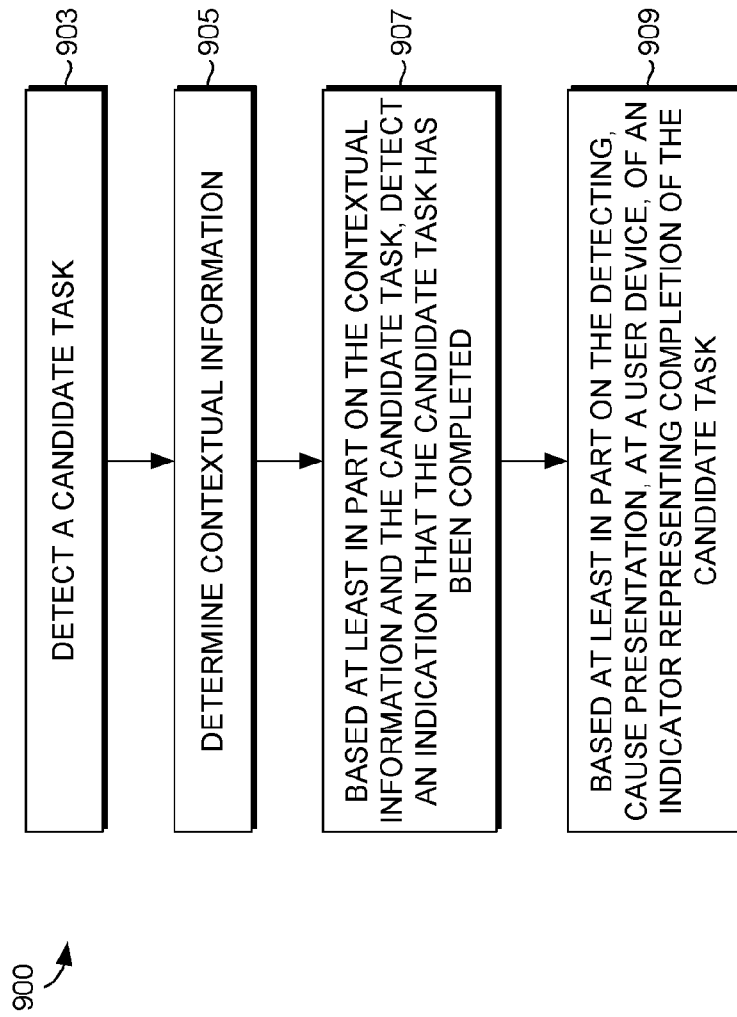 900
DETECT A CANDIDATE TASK
903
DETERMINE CONTEXTUAL INFORMATION
905
BASED AT LEAST IN PART ON THE CONTEXTUAL
INFORMATION AND THE CANDIDATE TASK, DETECT
AN INDICATION THAT THE CANDIDATE TASK HAS
BEEN COMPLETED
907
BASED AT LEAST IN PART ON THE DETECTING,
CAUSE PRESENTATION, AT A USER DEVICE, OF AN
INDICATOR REPRESENTING COMPLETION OF THE
CANDIDATE TASK
909